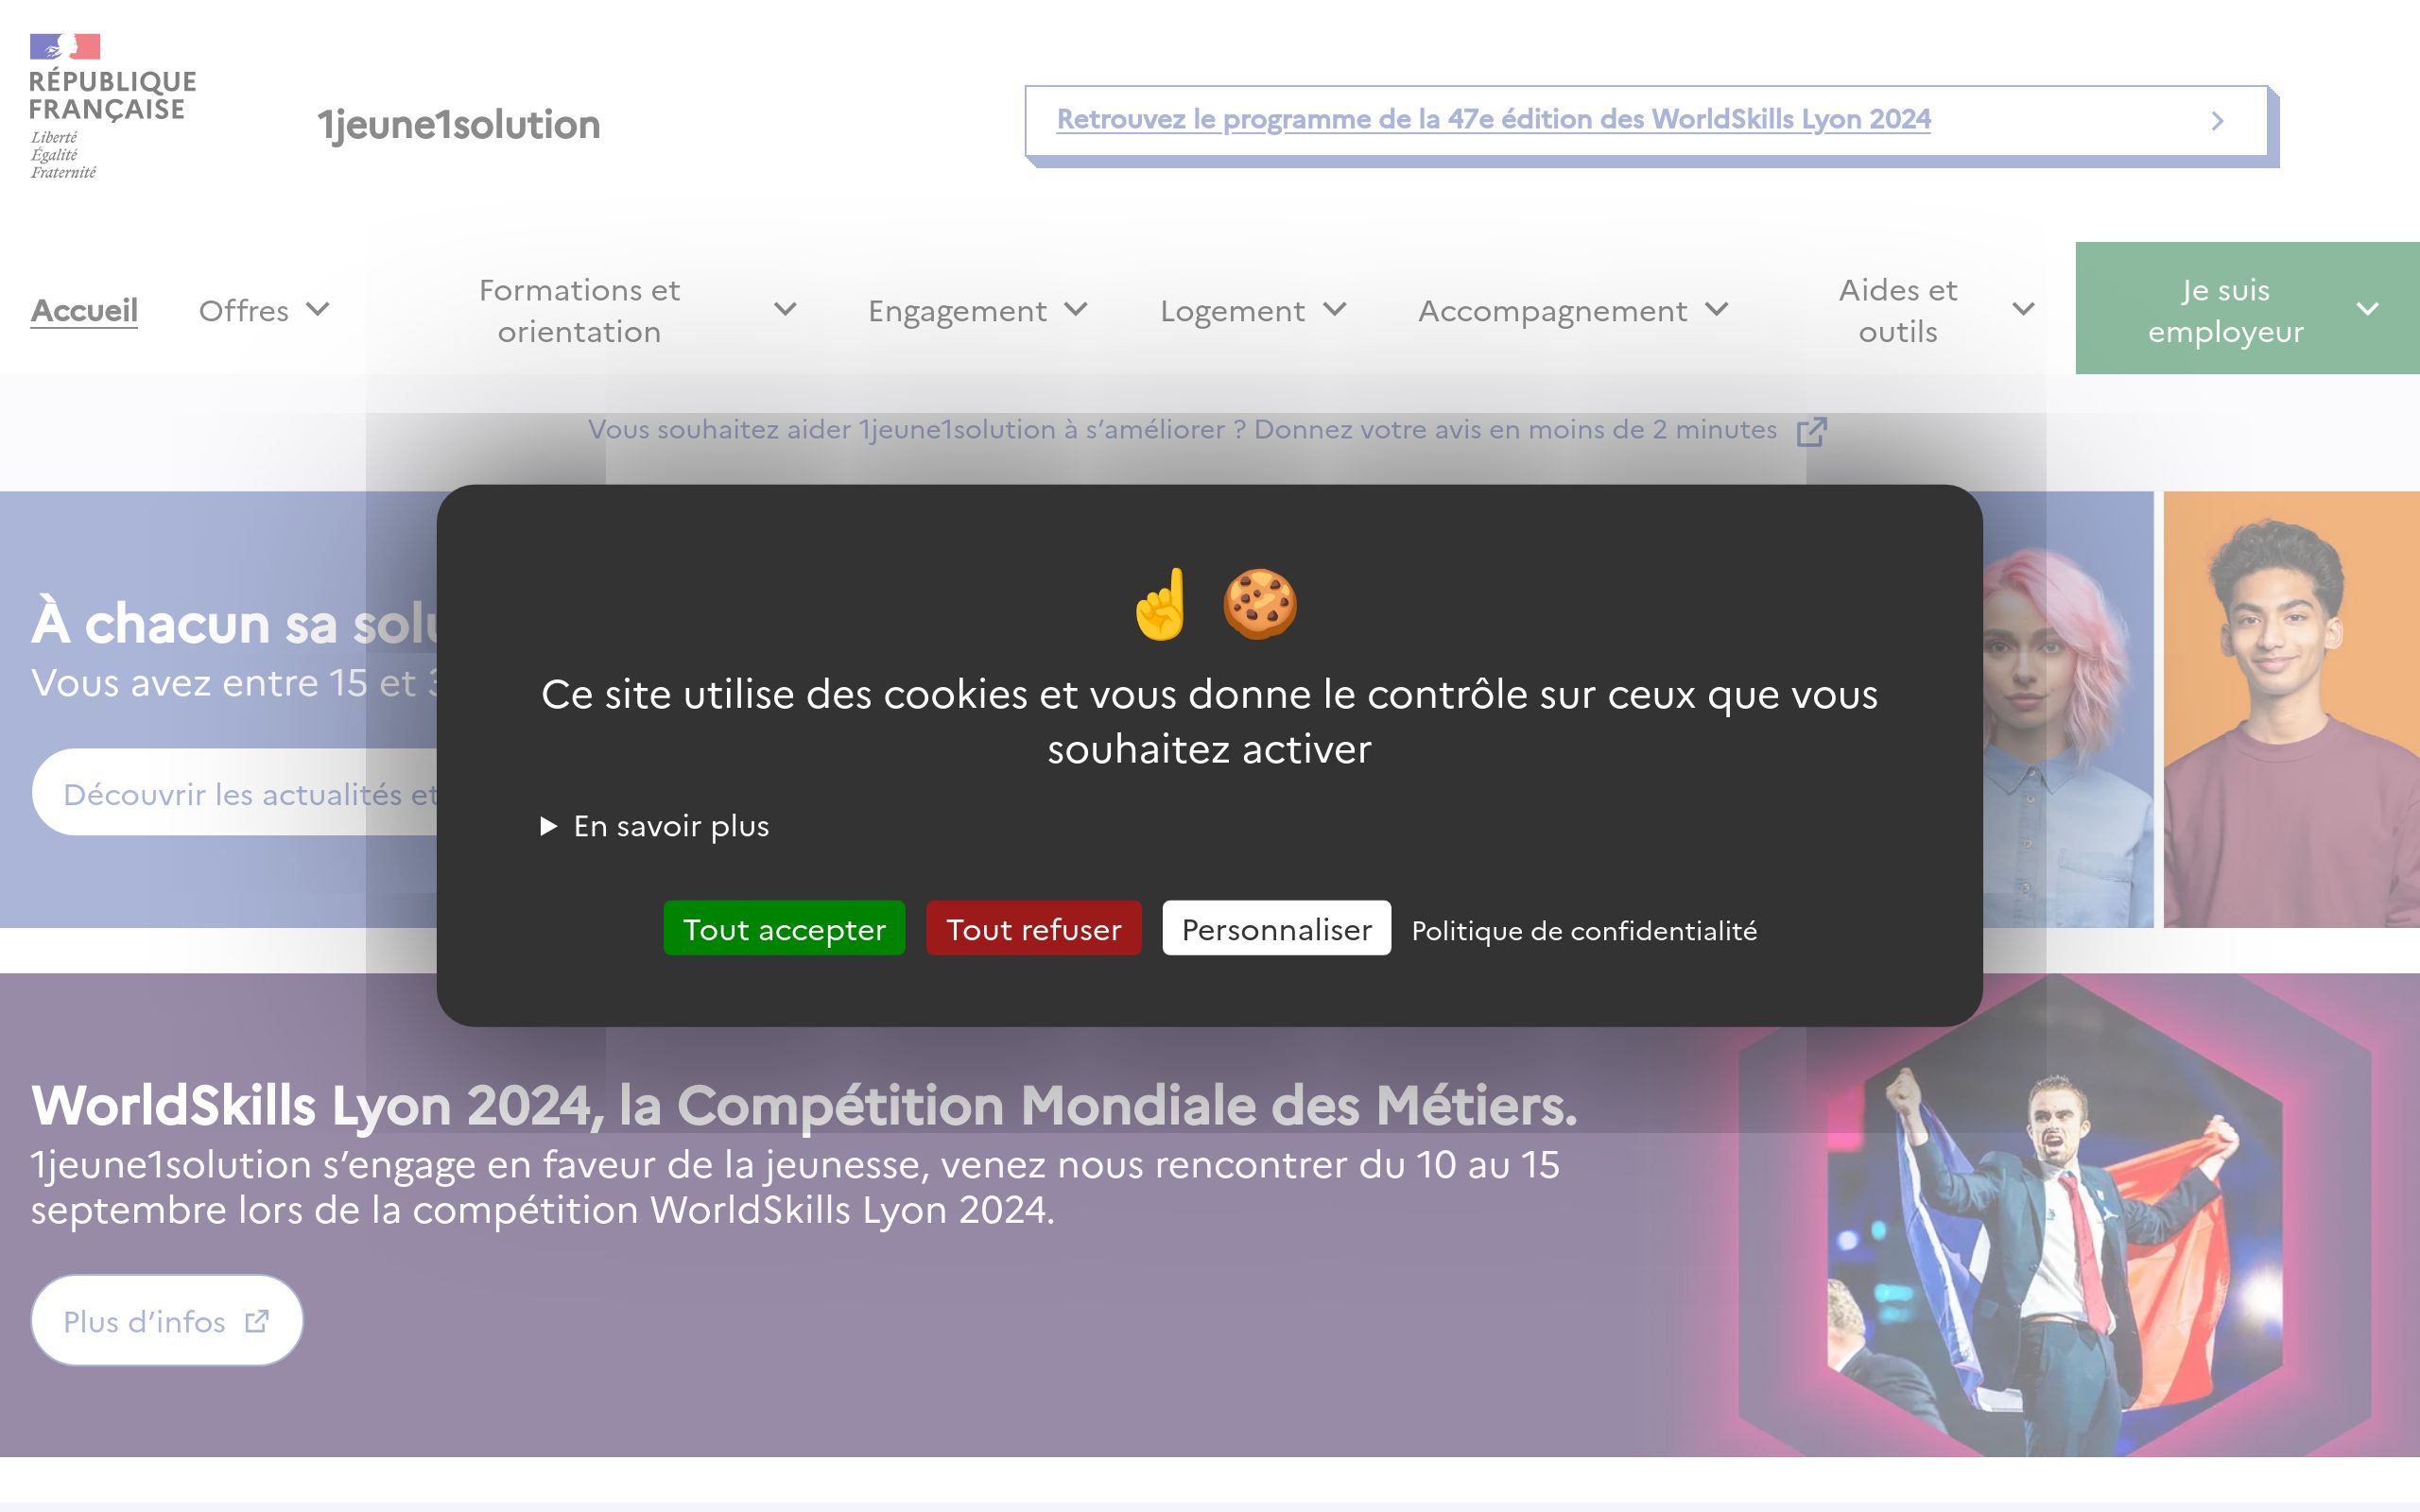 RÉPUBLIQUE
FRANÇAISE
Liberté
Égalité
Fraternité
1jeune1solution
Retrouvez le programme de la 47e édition des WorldSkills Lyon 2024
Accueil
Offres
Formations et
orientation
Engagement
Logement
Accompagnement
Aides et
outils
Je suis
employeur
Vous souhaitez aider 1jeune1solution à s’améliorer ? Donnez votre avis en moins de 2 minutes
À chacun sa
Vous avez entre 15 et
Découvrir les actualités et
Ce site utilise des cookies et vous donne le contrôle sur ceux que vous
souhaitez activer
En savoir plus
Tout accepter
Tout refuser
Personnaliser
Politique de confidentialité
WorldSkills Lyon 2024, la Compétition Mondiale des Métiers.
1jeune1solution s’engage en faveur de la jeunesse, venez nous rencontrer du 10 au 15
septembre lors de la compétition WorldSkills Lyon 2024.
Plus d’infos